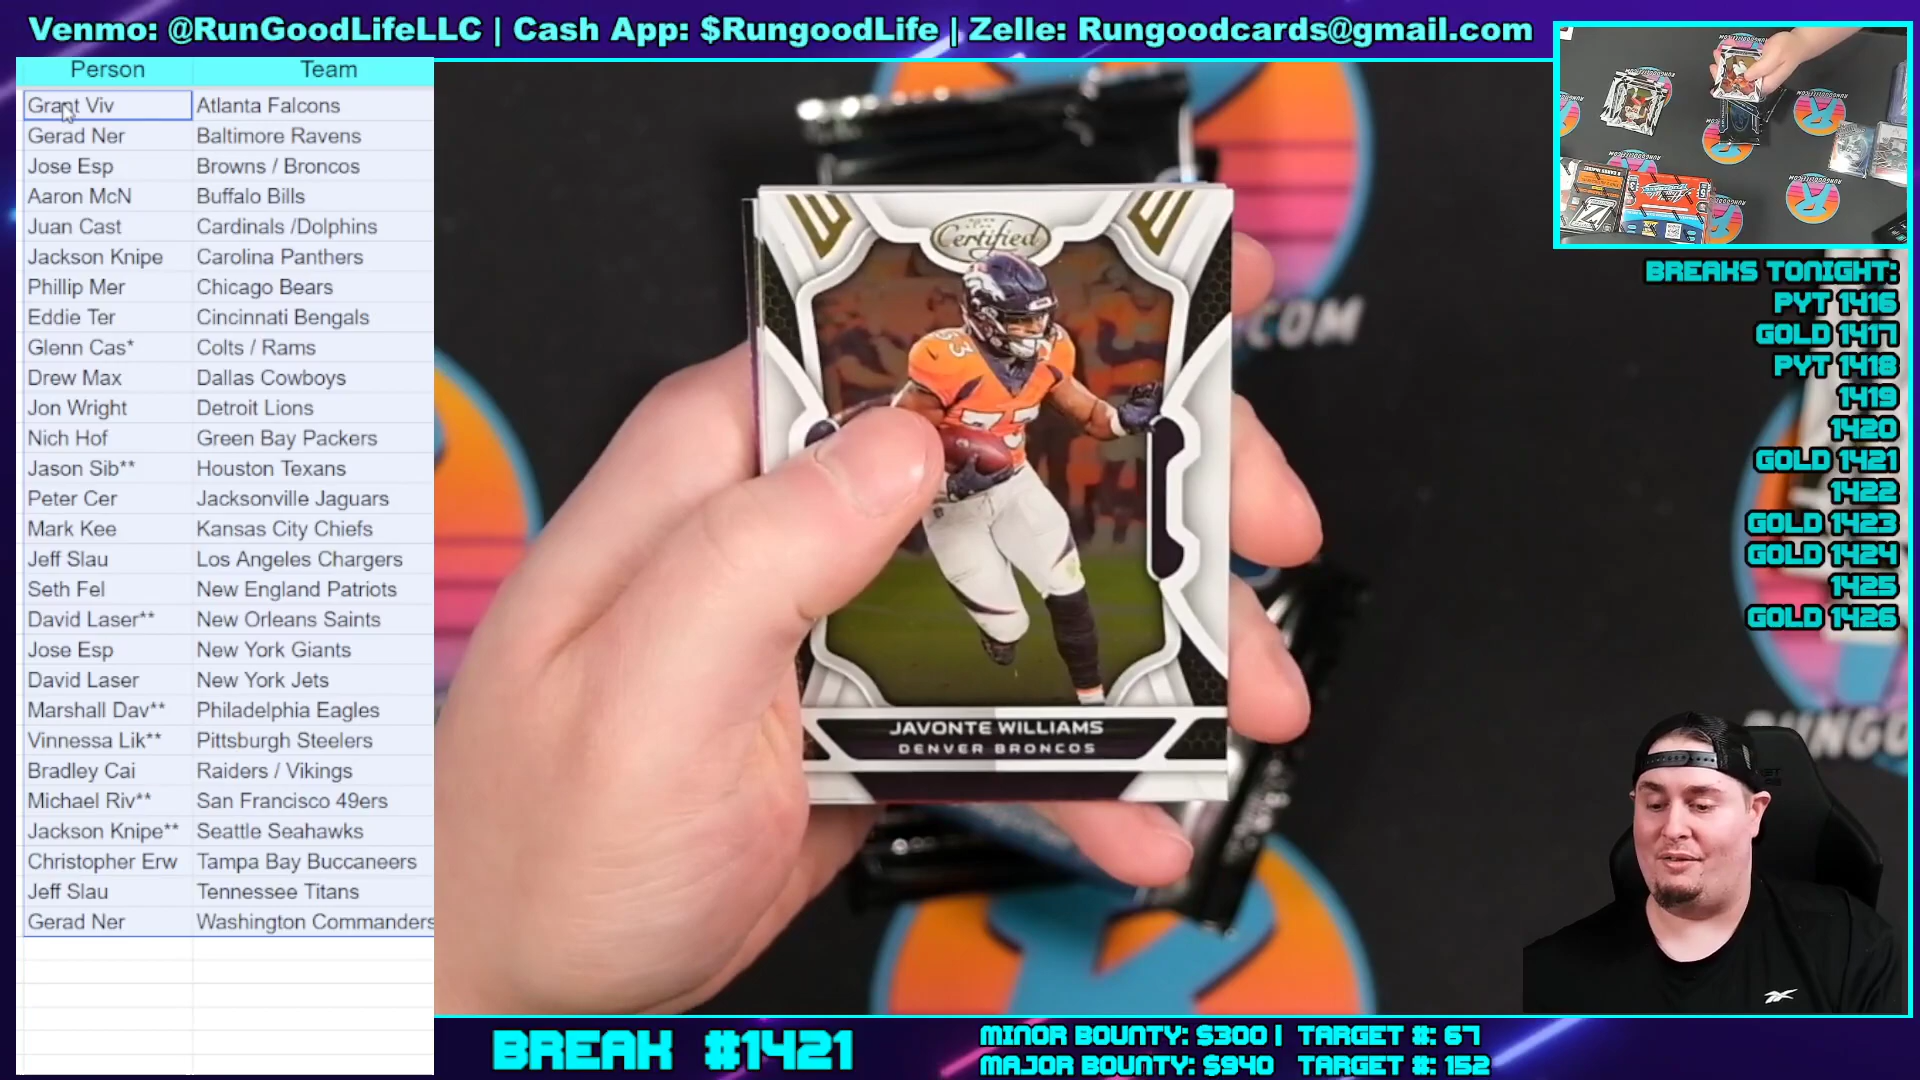 Venmo: @RunGoodLifeLLC | Cash App: $RungoodLife | Zelle: Rungoodcards@gmail.com
Person Team
Grant Viv Atlanta Falcons
Gerad Ner Baltimore Ravens
Jose Esp Browns / Broncos
Aaron McN Buffalo Bills
Juan Cast Cardinals /Dolphins
Jackson Knipe Carolina Panthers
Phillip Mer Chicago Bears
Eddie Ter Cincinnati Bengals
Glenn Cas* Colts / Rams
Drew Max Dallas Cowboys
Jon Wright Detroit Lions
Nich Hof Green Bay Packers
Jason Sib** Houston Texans
Peter Cer Jacksonville Jaguars
Mark Kee Kansas City Chiefs
Jeff Slau Los Angeles Chargers
Seth Fel New England Patriots
David Laser** New Orleans Saints
Jose Esp New York Giants
David Laser New York Jets
Marshall Dav** Philadelphia Eagles
Vinnessa Lik** Pittsburgh Steelers
Bradley Cai Raiders / Vikings
Michael Riv** San Francisco 49ers
Jackson Knipe** Seattle Seahawks
Christopher Erw Tampa Bay Buccaneers
Jeff Slau Tennessee Titans
Gerad Ner Washington Commanders
Certified
33
33
JAVONTE WILLIAMS
DENVER BRONCOS
.COM
RUNGO
BREAKS TONIGHT:
PYT 1416
GOLD 1417
PYT 1418
1419
1420
GOLD 1421
1422
GOLD 1423
GOLD 1424
1425
GOLD 1426
BREAK #1421
MINOR BOUNTY: $300 | TARGET #: 67
MAJOR BOUNTY: $940 TARGET #: 152